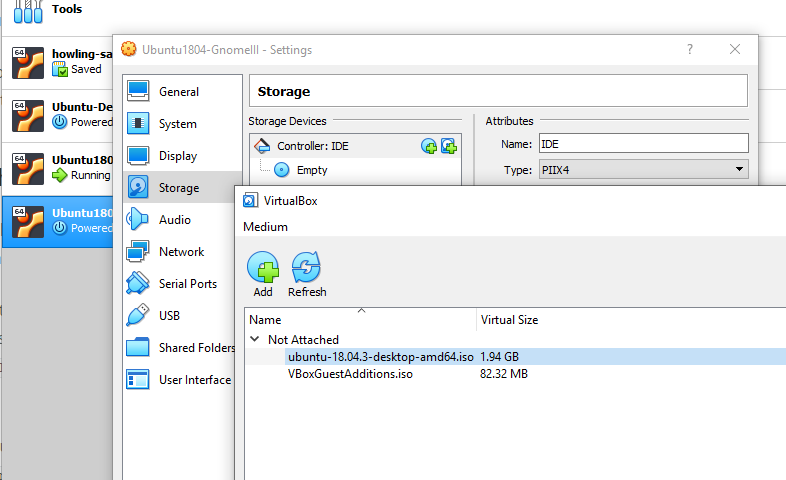 Tools
64
howling-sa
Saved
64
Ubuntu-De
Powered
64
Ubuntu180
Running
64
Ubuntu180
Powered
Ubuntu1804-GnomeIII - Settings
?
General
System
Display
Storage
Audio
Network
Serial Ports
USB
Shared Folders
User Interface
Storage
Storage Devices
Controller: IDE
Empty
Attributes
Name: IDE
Type: PIIX4
VirtualBox
Medium
Add
Refresh
Name Virtual Size
Not Attached
ubuntu-18.04.3-desktop-amd64.iso 1.94 GB
VBoxGuestAdditions.iso 82.32 MB